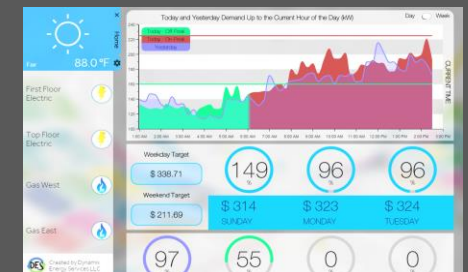 Today and Yesterday Demand Up to the Current Hour of the Day (kW)
Day Week
Today - Off Peak
Today - On Peak
Yesterday
Home
Fair 88.0 °F
CURRENT TIME
First Floor
Electric
Top Floor
Electric
Gas West
Gas East
Created by Dynamic
Energy Services LLC
DES
Weekday Target
$ 338.71
Weekend Target
$ 211.69
149
%
96
%
96
%
$ 314
SUNDAY
$ 323
MONDAY
$ 324
TUESDAY
97
55
0
0